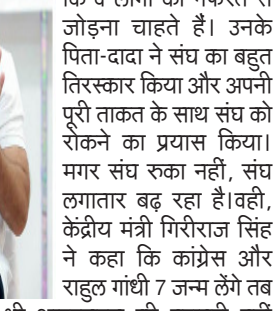 कि वे लोगों को नफरत से
जोड़ना चाहते हैं। उनके
पिता-दादा ने संघ का बहुत
तिरस्कार किया और अपनी
पूरी ताकत के साथ संघ को
रोकने का प्रयास किया।
मगर संघ रुका नहीं, संघ
लगातार बढ़ रहा है।वही,
केंद्रीय मंत्री गिरीराज सिंह
ने कहा कि कांग्रेस और
राहुल गांधी 7 जन्म लेंगे तब